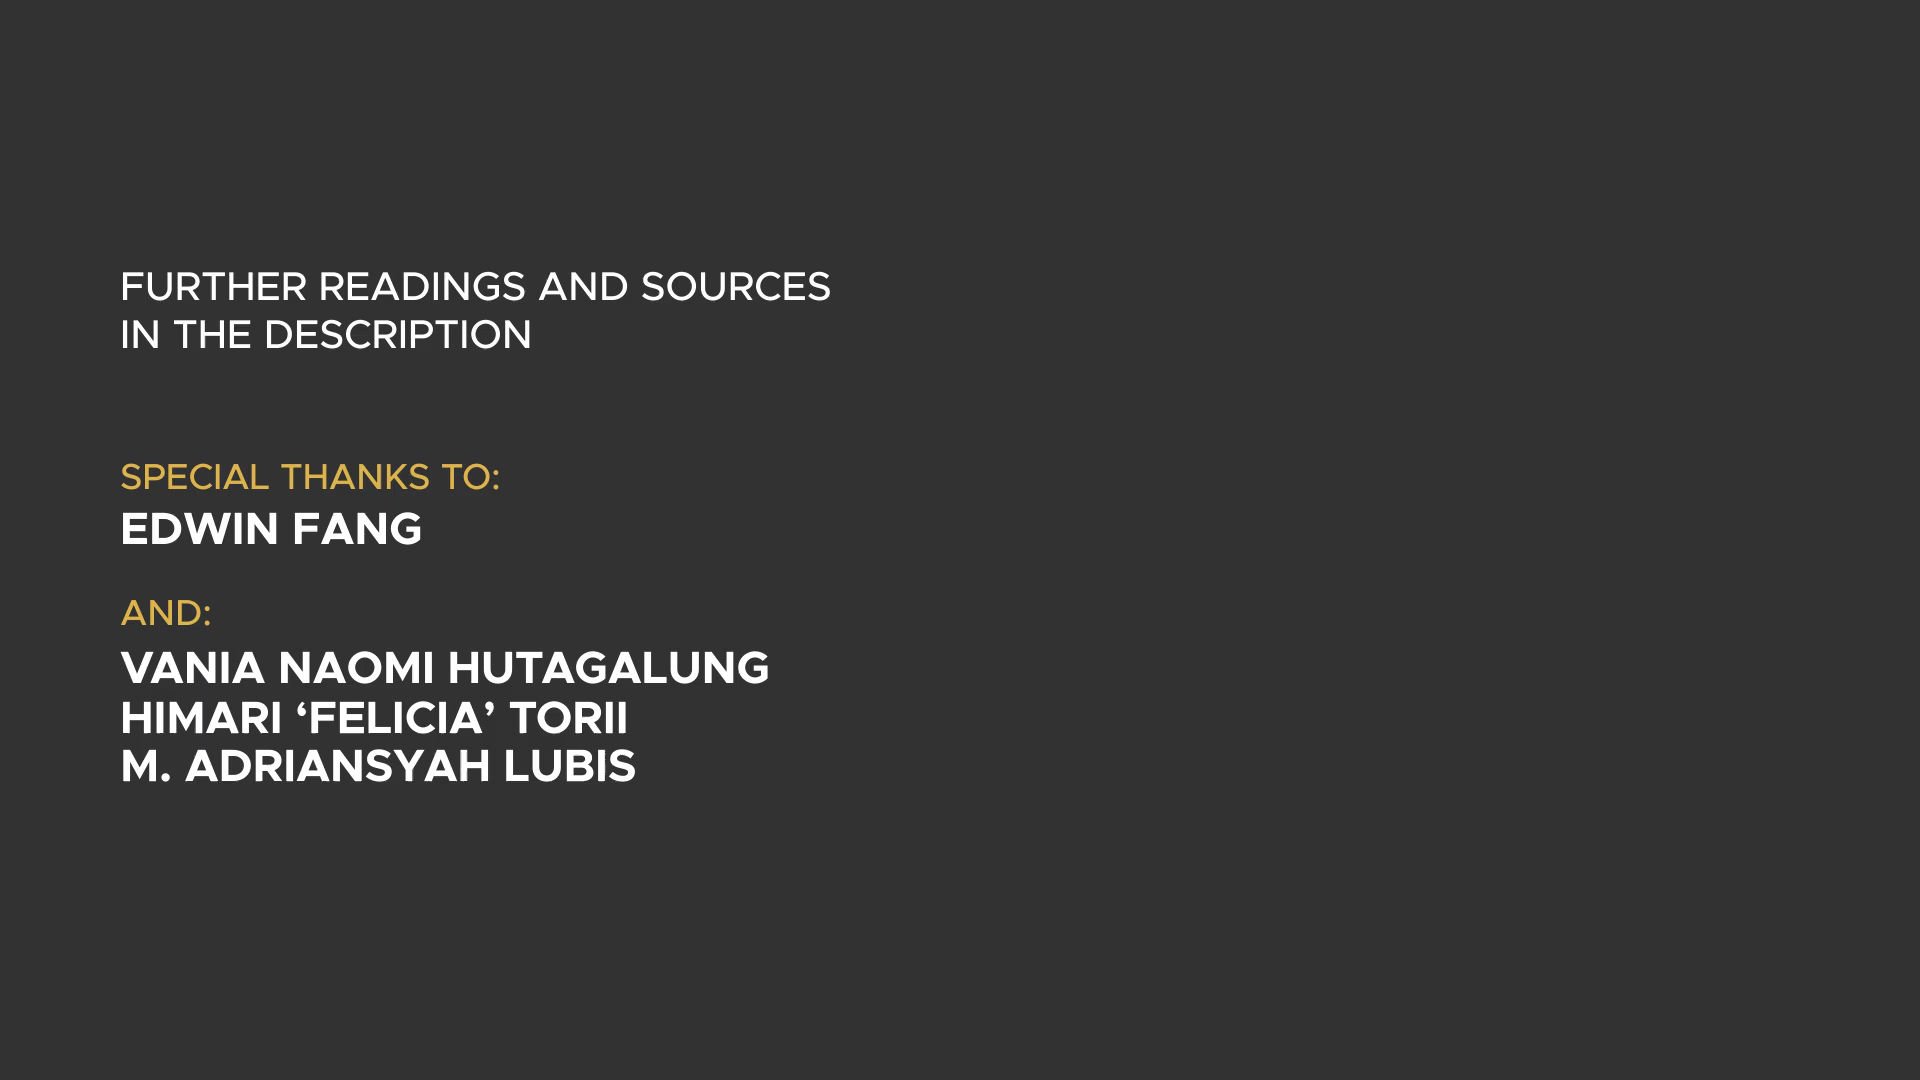 FURTHER READINGS AND SOURCES
IN THE DESCRIPTION
SPECIAL THANKS TO:
EDWIN FANG
AND:
VANIA NAOMI HUTAGALUNG
HIMARI ‘FELICIA’ TORII
M. ADRIANSYAH LUBIS